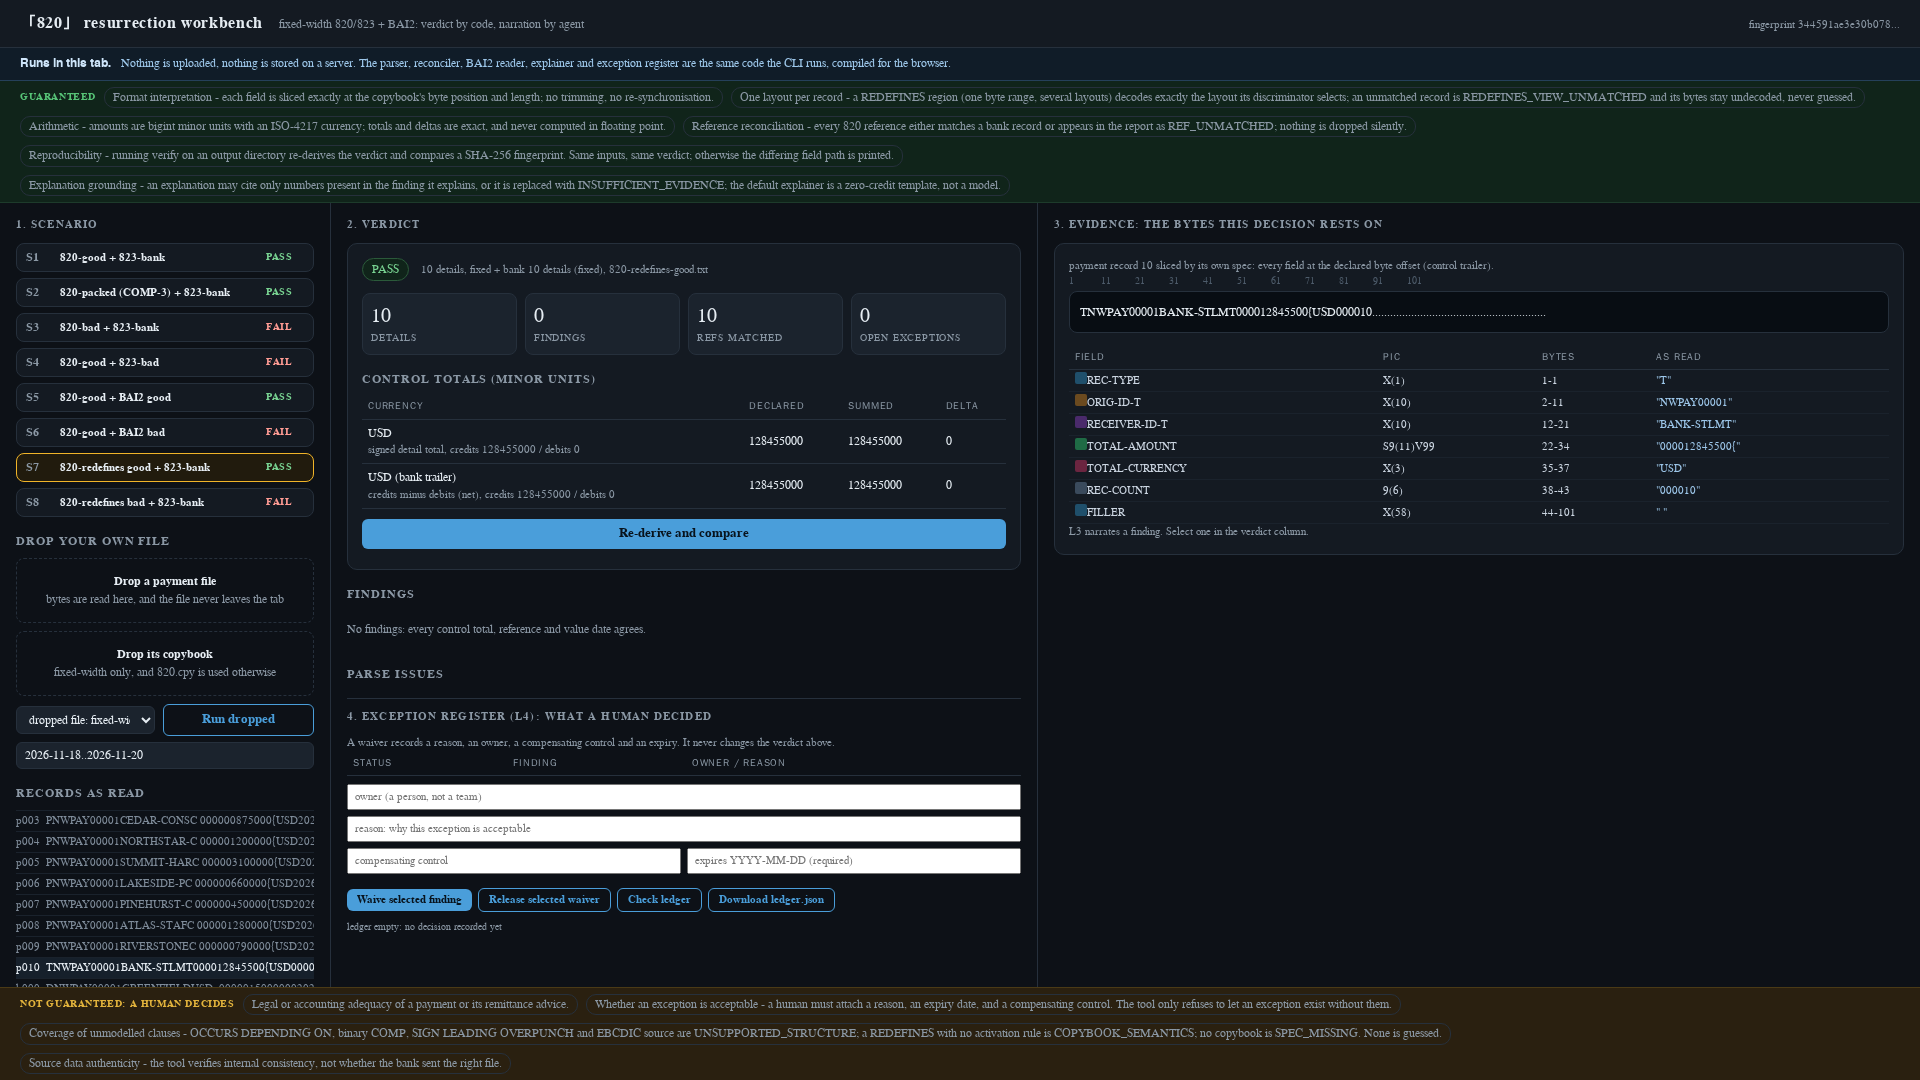 「820」 resurrection workbench
fixed-width 820/823 + BAI2: verdict by code, narration by agent
fingerprint 344591ae3e30b078...
Runs in this tab. Nothing is uploaded, nothing is stored on a server. The parser, reconciler, BAI2 reader, explainer and exception register are the same code the CLI runs, compiled for the browser.
GUARANTEED
Format interpretation - each field is sliced exactly at the copybook's byte position and length; no trimming, no re-synchronisation.
One layout per record - a REDEFINES region (one byte range, several layouts) decodes exactly the layout its discriminator selects; an unmatched record is REDEFINES_VIEW_UNMATCHED and its bytes stay undecoded, never guessed.
Arithmetic - amounts are bigint minor units with an ISO-4217 currency; totals and deltas are exact, and never computed in floating point.
Reference reconciliation - every 820 reference either matches a bank record or appears in the report as REF_UNMATCHED; nothing is dropped silently.
Reproducibility - running verify on an output directory re-derives the verdict and compares a SHA-256 fingerprint. Same inputs, same verdict; otherwise the differing field path is printed.
Explanation grounding - an explanation may cite only numbers present in the finding it explains, or it is replaced with INSUFFICIENT_EVIDENCE; the default explainer is a zero-credit template, not a model.
1. SCENARIO
S1 820-good + 823-bank PASS
S2 820-packed (COMP-3) + 823-bank PASS
S3 820-bad + 823-bank FAIL
S4 820-good + 823-bad FAIL
S5 820-good + BAI2 good PASS
S6 820-good + BAI2 bad FAIL
S7 820-redefines good + 823-bank PASS
S8 820-redefines bad + 823-bank FAIL
DROP YOUR OWN FILE
Drop a payment file
bytes are read here, and the file never leaves the tab
Drop its copybook
fixed-width only, and 820.cpy is used otherwise
dropped file: fixed-wi
Run dropped
2026-11-18..2026-11-20
RECORDS AS READ
p003 PNWPAY00001CEDAR-CONSC 000000875000{USD202
p004 PNWPAY00001NORTHSTAR-C 000001200000{USD202
p005 PNWPAY00001SUMMIT-HARC 000003100000{USD202
p006 PNWPAY00001LAKESIDE-PC 000000660000{USD2026
p007 PNWPAY00001PINEHURST-C 000000450000{USD2026
p008 PNWPAY00001ATLAS-STAFC 000001280000{USD202
p009 PNWPAY00001RIVERSTONEC 000000790000{USD202
p010 TNWPAY00001BANK-STLMT000012845500{USD0000
2. VERDICT
PASS 10 details, fixed + bank 10 details (fixed), 820-redefines-good.txt
10
DETAILS
0
FINDINGS
10
REFS MATCHED
0
OPEN EXCEPTIONS
CONTROL TOTALS (MINOR UNITS)
CURRENCY DECLARED SUMMED DELTA
USD
signed detail total, credits 128455000 / debits 0
128455000 128455000 0
USD (bank trailer)
credits minus debits (net), credits 128455000 / debits 0
128455000 128455000 0
Re-derive and compare
FINDINGS
No findings: every control total, reference and value date agrees.
PARSE ISSUES
4. EXCEPTION REGISTER (L4): WHAT A HUMAN DECIDED
A waiver records a reason, an owner, a compensating control and an expiry. It never changes the verdict above.
STATUS FINDING OWNER / REASON
owner (a person, not a team)
reason: why this exception is acceptable
compensating control
expires YYYY-MM-DD (required)
Waive selected finding
Release selected waiver
Check ledger
Download ledger.json
ledger empty: no decision recorded yet
3. EVIDENCE: THE BYTES THIS DECISION RESTS ON
payment record 10 sliced by its own spec: every field at the declared byte offset (control trailer).
1 11 21 31 41 51 61 71 81 91 101
TNWPAY00001BANK-STLMT000012845500{USD000010..........................................................
FIELD PIC BYTES AS READ
REC-TYPE X(1) 1-1 "T"
ORIG-ID-T X(10) 2-11 "NWPAY00001"
RECEIVER-ID-T X(10) 12-21 "BANK-STLMT"
TOTAL-AMOUNT S9(11)V99 22-34 "000012845500{"
TOTAL-CURRENCY X(3) 35-37 "USD"
REC-COUNT 9(6) 38-43 "000010"
FILLER X(58) 44-101 " "
L3 narrates a finding. Select one in the verdict column.
NOT GUARANTEED: A HUMAN DECIDES
Legal or accounting adequacy of a payment or its remittance advice.
Whether an exception is acceptable - a human must attach a reason, an expiry date, and a compensating control. The tool only refuses to let an exception exist without them.
Coverage of unmodelled clauses - OCCURS DEPENDING ON, binary COMP, SIGN LEADING OVERPUNCH and EBCDIC source are UNSUPPORTED_STRUCTURE; a REDEFINES with no activation rule is COPYBOOK_SEMANTICS; no copybook is SPEC_MISSING. None is guessed.
Source data authenticity - the tool verifies internal consistency, not whether the bank sent the right file.